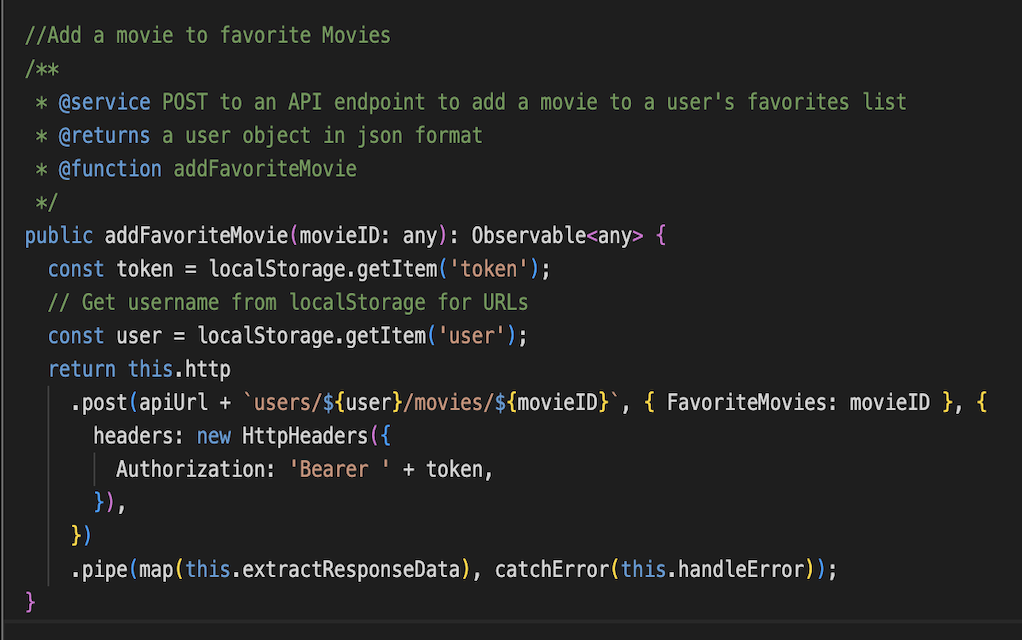 //Add a movie to favorite Movies
/**
 * @service POST to an API endpoint to add a movie to a user's favorites list
 * @returns a user object in json format
 * @function addFavoriteMovie
 */
public addFavoriteMovie(movieID: any): Observable<any> {
  const token = localStorage.getItem('token');
  // Get username from localStorage for URLs
  const user = localStorage.getItem('user');
  return this.http
    .post(apiUrl + `users/${user}/movies/${movieID}`, { FavoriteMovies: movieID }, {
      headers: new HttpHeaders({
        Authorization: 'Bearer ' + token,
      }),
    })
    .pipe(map(this.extractResponseData), catchError(this.handleError));
}